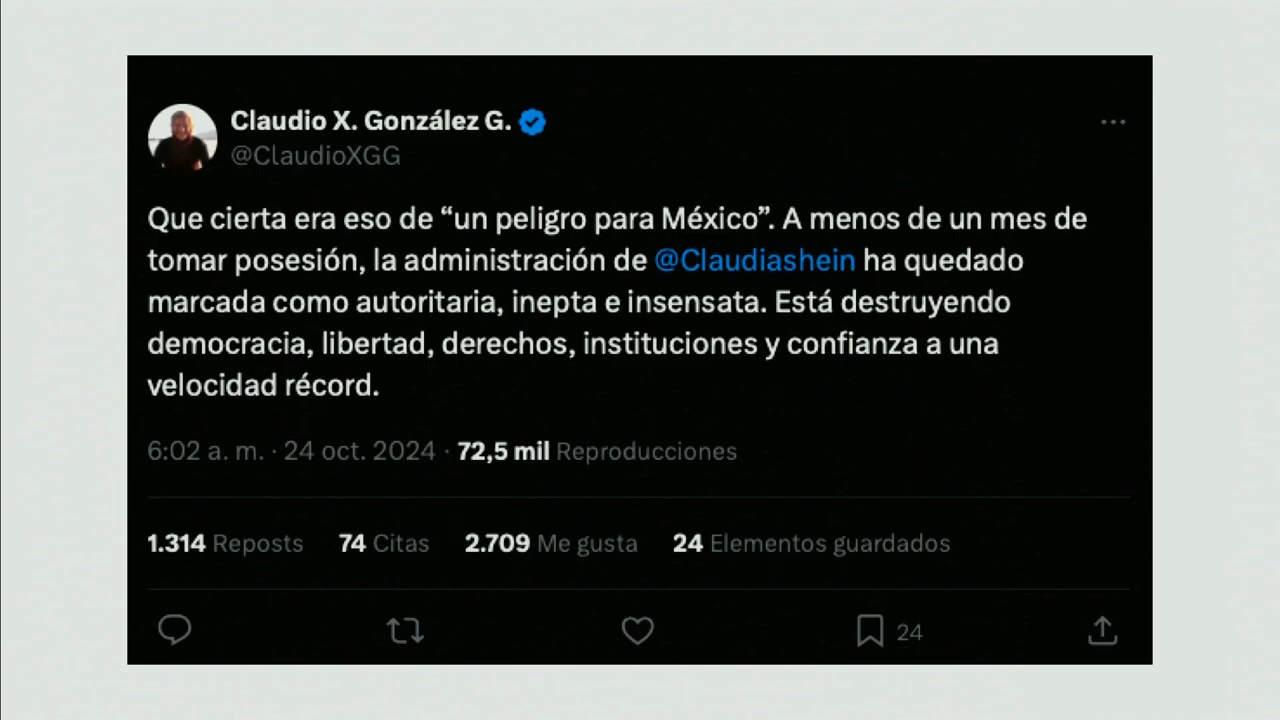 Claudio X. González G.
@ClaudioXGG
Que cierta era eso de “un peligro para México”. A menos de un mes de
tomar posesión, la administración de @Claudiashein ha quedado
marcada como autoritaria, inepta e insensata. Está destruyendo
democracia, libertad, derechos, instituciones y confianza a una
velocidad récord.
6:02 a. m. · 24 oct. 2024 · 72,5 mil Reproducciones
1.314 Reposts 74 Citas 2.709 Me gusta 24 Elementos guardados
24